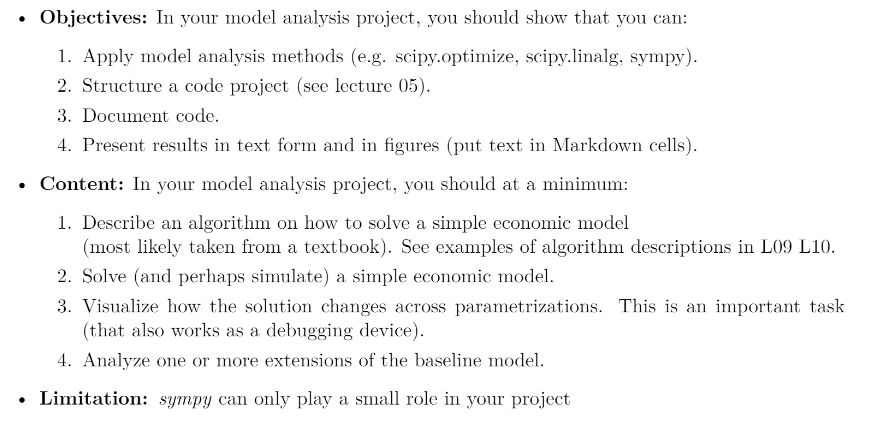 • Objectives: In your model analysis project, you should show that you can:
1. Apply model analysis methods (e.g. scipy.optimize, scipy.linalg, sympy).
2. Structure a code project (see lecture 05).
3. Document code.
4. Present results in text form and in figures (put text in Markdown cells).
• Content: In your model analysis project, you should at a minimum:
1. Describe an algorithm on how to solve a simple economic model
(most likely taken from a textbook). See examples of algorithm descriptions in L09 L10.
2. Solve (and perhaps simulate) a simple economic model.
3. Visualize how the solution changes across parametrizations. This is an important task
(that also works as a debugging device).
4. Analyze one or more extensions of the baseline model.
• Limitation: sympy can only play a small role in your project